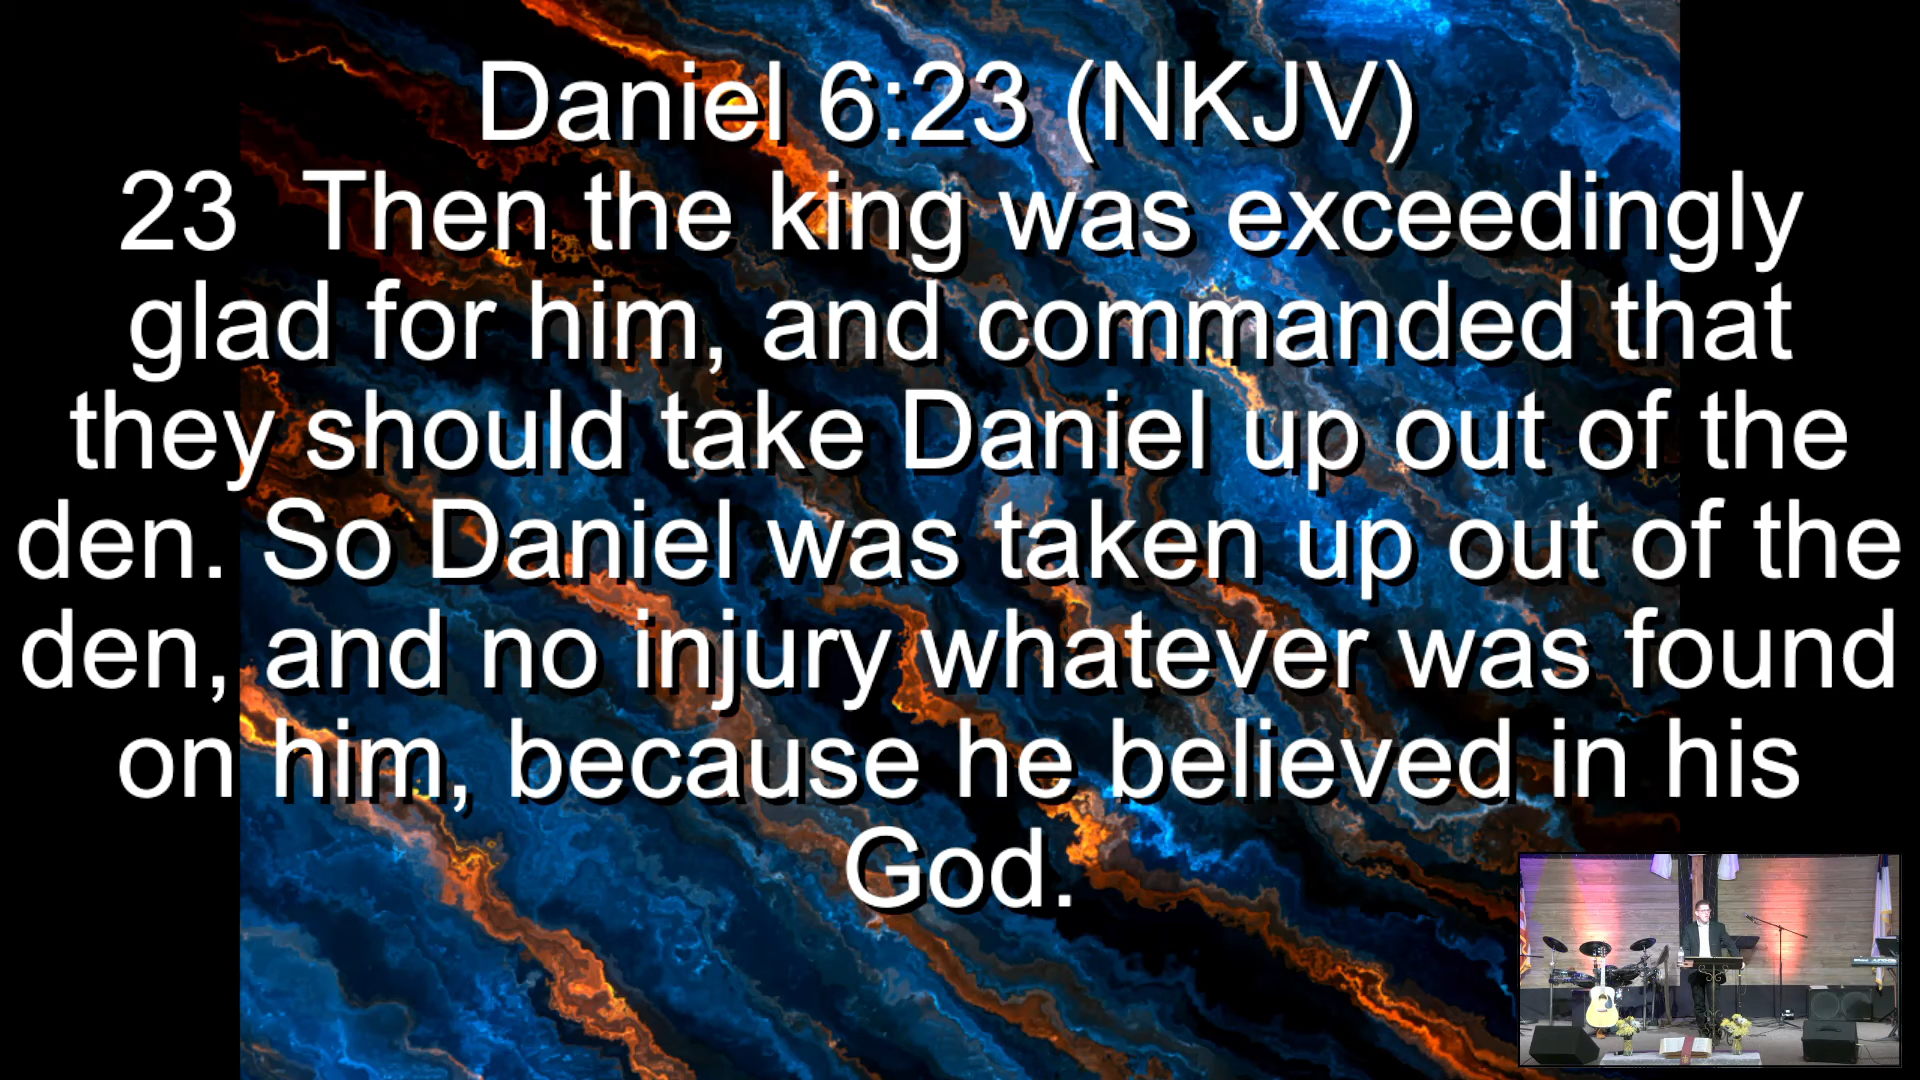 Daniel 6:23 (NKJV)
23 Then the king was exceedingly
glad for him, and commanded that
they should take Daniel up out of the
den. So Daniel was taken up out of the
den, and no injury whatever was found
on him, because he believed in his
God.